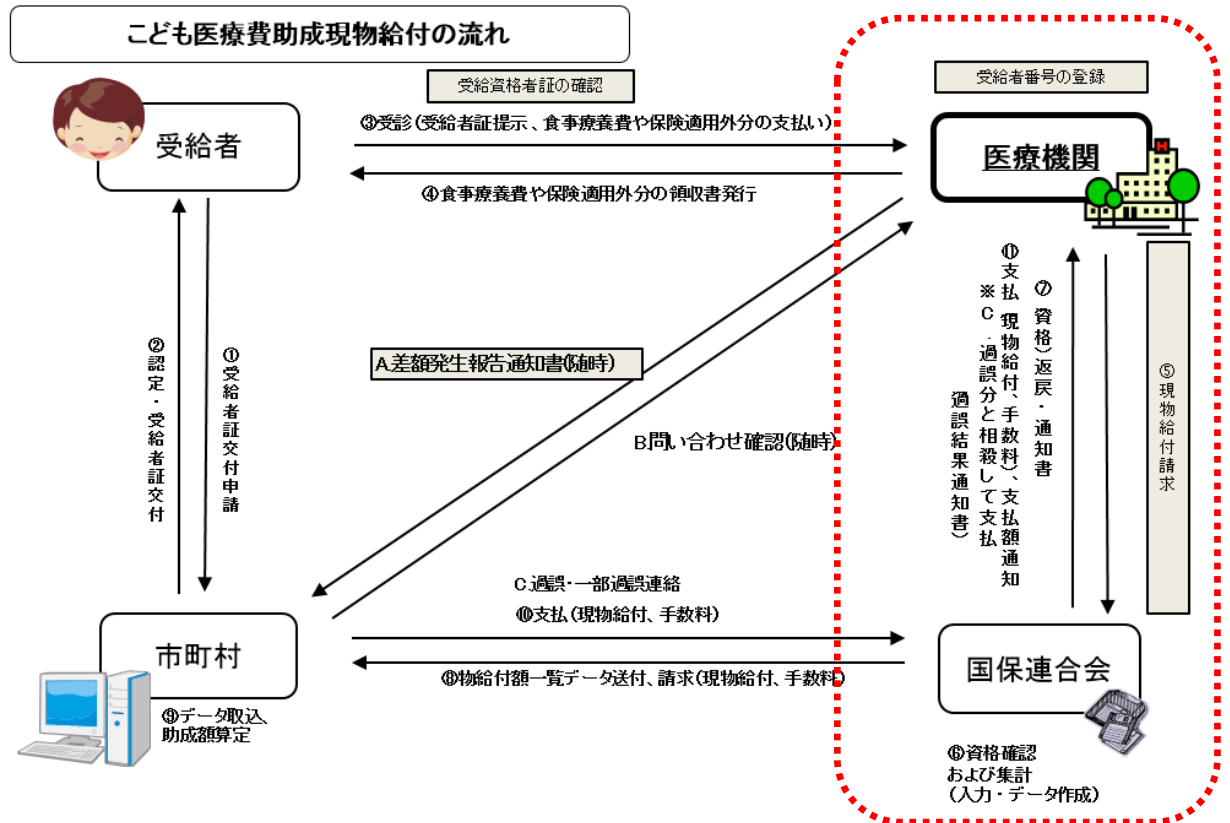 こども医療費助成現物給付の流れ
受給資格者証の確認
受給者番号の登録
受給者
③受診(受給者証提示、食事療養費や保険適用外分の支払い)
医療機関
H
④食事療養費や保険適用外分の領収書発行
②認定・受給者証交付
①受給者証交付申請
A.差額発生報告通知書(随時)
B.問い合わせ確認(随時)
⑦資格)返戻・通知書
⑪支払(現物給付、手数料)、支払額通知
※C.過誤分と相殺して支払
過誤結果通知書)
⑤現物給付請求
C.過誤・一部過誤連絡
⑩支払(現物給付、手数料)
市町村
国保連合会
⑧物給付額一覧データ送付、請求(現物給付、手数料)
⑨データ取込、
助成額算定
⑥資格確認
および集計
(入力・データ作成)